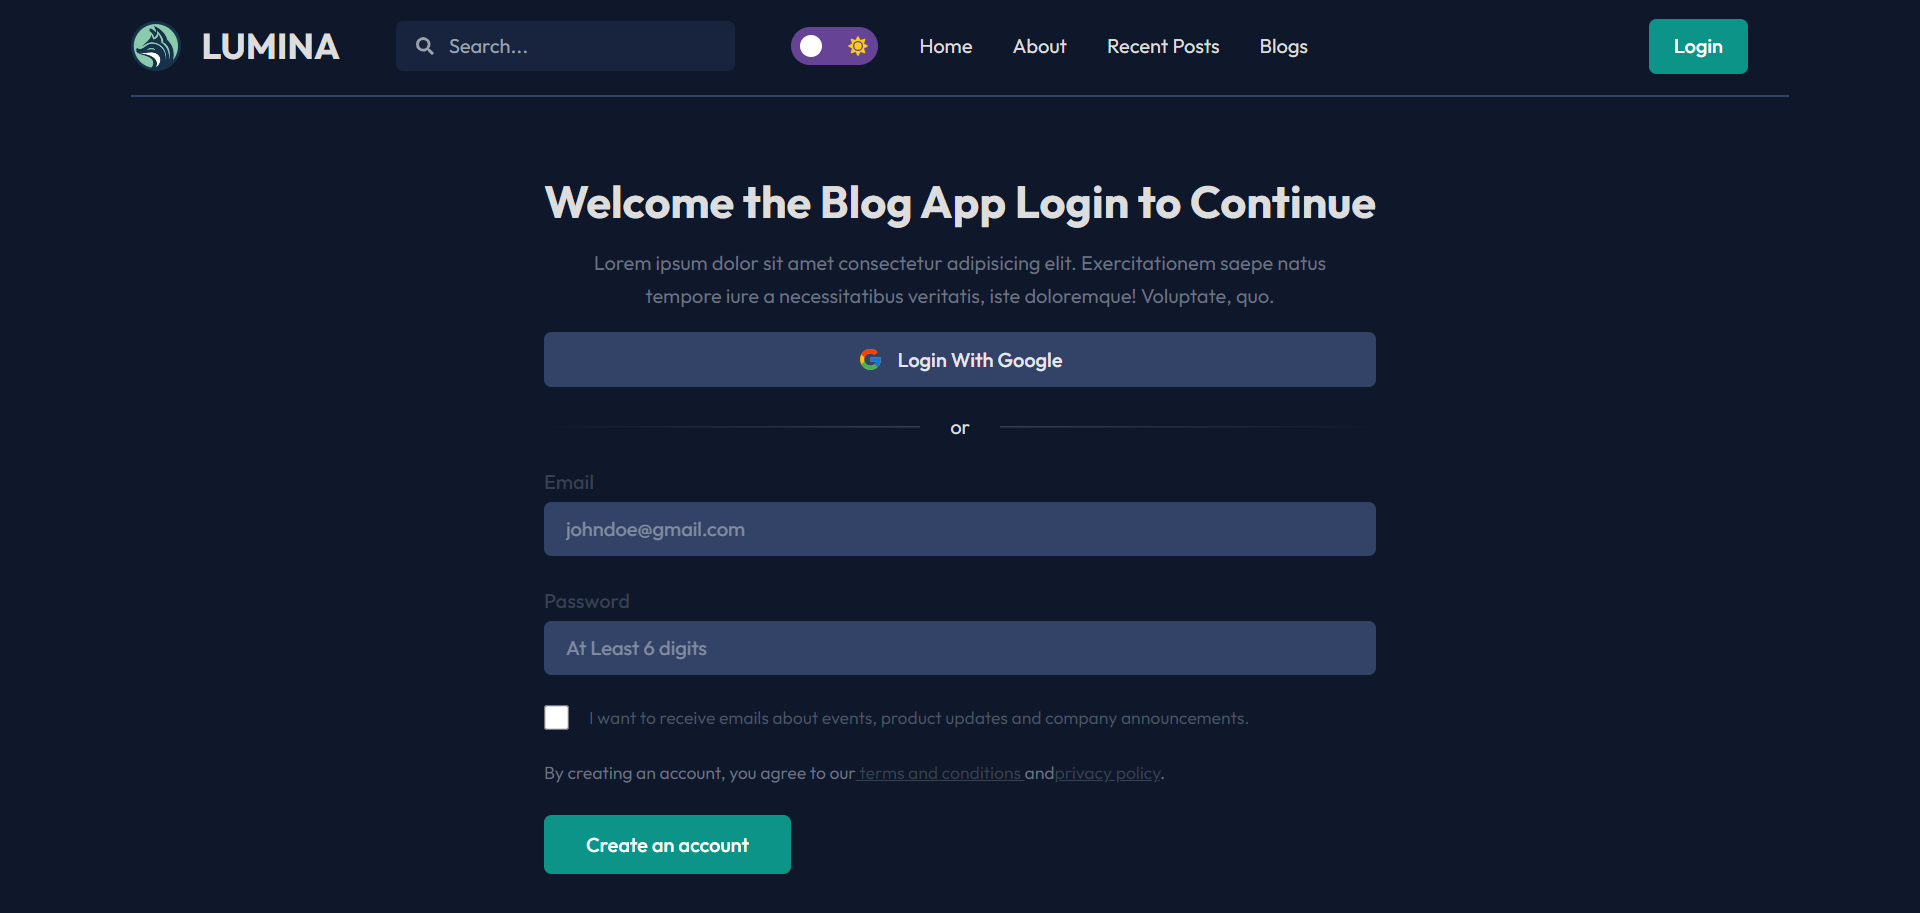 LUMINA
Search...
Home
About
Recent Posts
Blogs
Login
Welcome the Blog App Login to Continue
Lorem ipsum dolor sit amet consectetur adipisicing elit. Exercitationem saepe natus
tempore iure a necessitatibus veritatis, iste doloremque! Voluptate, quo.
Login With Google
or
Email
johndoe@gmail.com
Password
At Least 6 digits
I want to receive emails about events, product updates and company announcements.
By creating an account, you agree to our terms and conditions andprivacy policy.
Create an account